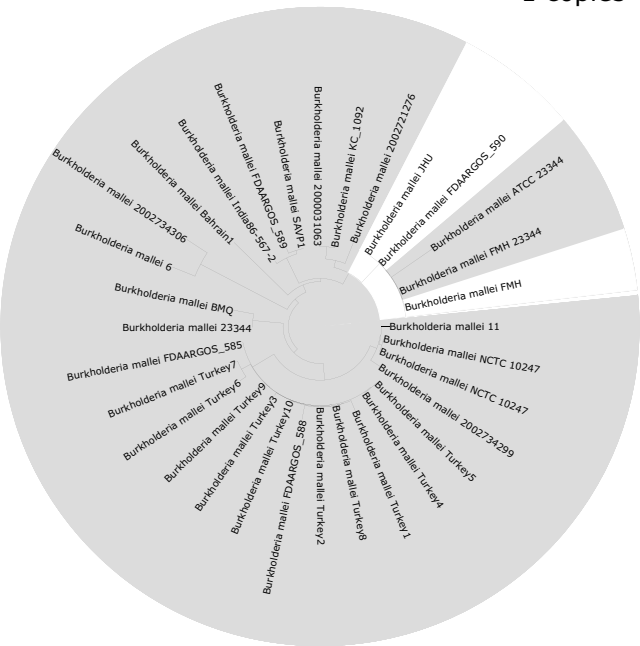 copies
Burkholderia mallei 2002721276
Burkholderia mallei JHU
Burkholderia mallei FDAARGOS_590
Burkholderia mallei ATCC 23344
Burkholderia mallei FMH 23344
Burkholderia mallei FMH
Burkholderia mallei 11
Burkholderia mallei NCTC 10247
Burkholderia mallei NCTC 10247
Burkholderia mallei 2002734299
Burkholderia mallei Turkey5
Burkholderia mallei Turkey4
Burkholderia mallei Turkey1
Burkholderia mallei Turkey8
Burkholderia mallei Turkey2
Burkholderia mallei FDAARGOS_588
Burkholderia mallei Turkey10
Burkholderia mallei Turkey3
Burkholderia mallei Turkey9
Burkholderia mallei Turkey6
Burkholderia mallei Turkey7
Burkholderia mallei FDAARGOS_585
Burkholderia mallei 23344
Burkholderia mallei BMQ
Burkholderia mallei 6
Burkholderia mallei 2002734306
Burkholderia mallei Bahrain1
Burkholderia mallei India86-567-2
Burkholderia mallei FDAARGOS_589
Burkholderia mallei SAVP1
Burkholderia mallei 2000031063
Burkholderia mallei KC_1092